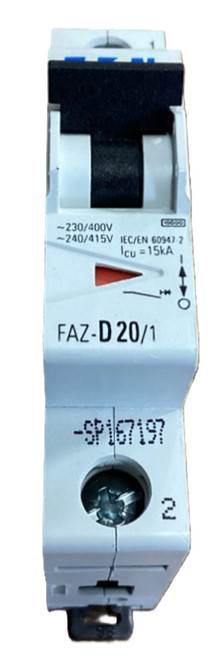 1
~230/400V
~240/415V IEC/EN 60947-2
Icu = 15kA
I
FAZ-D20/1
-SP167197
2